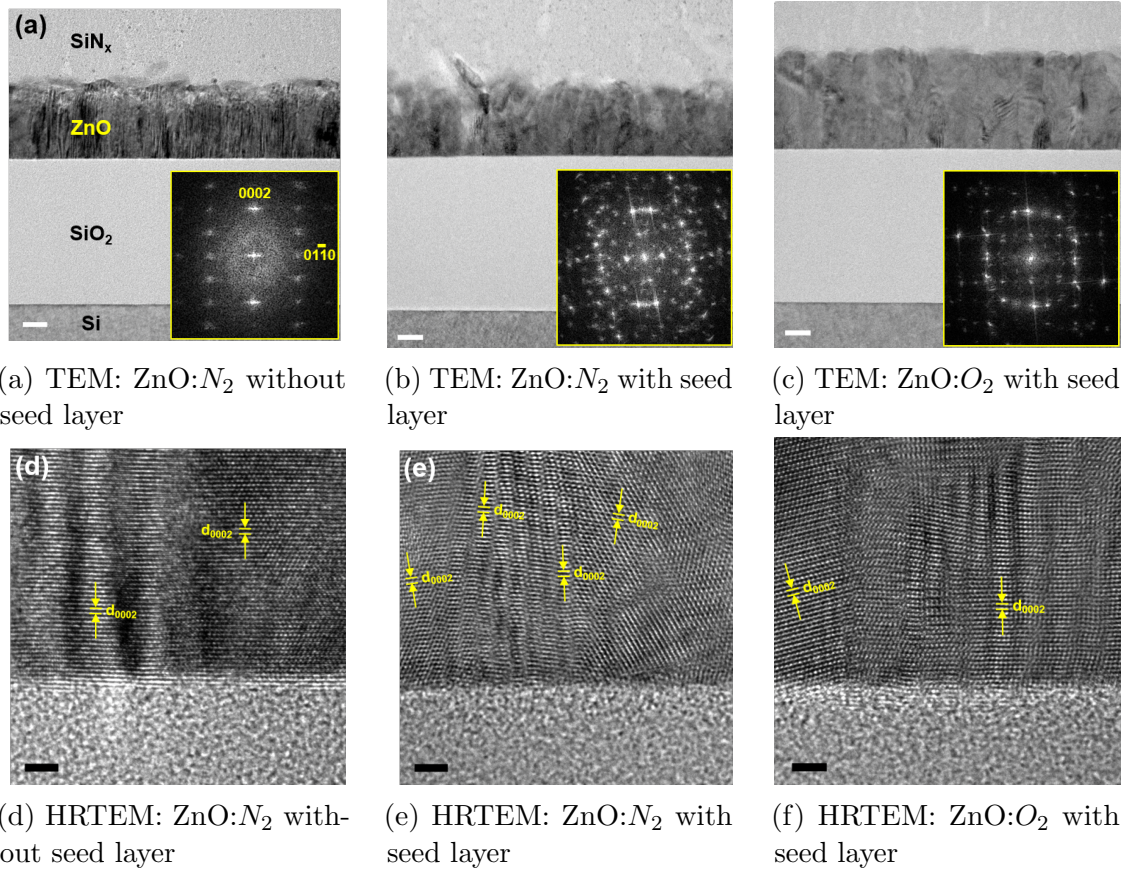 (a)
SiNₓ
ZnO
0002
SiO₂
01̅10
Si
(a) TEM: ZnO:N₂ without
seed layer
(b) TEM: ZnO:N₂ with seed
layer
(c) TEM: ZnO:O₂ with seed
layer
(d)
d₀₀₀₂
d₀₀₀₂
(e)
d₀₀₀₂
d₀₀₀₂
d₀₀₀₂
d₀₀₀₂
d₀₀₀₂
d₀₀₀₂
(d) HRTEM: ZnO:N₂ with-
out seed layer
(e) HRTEM: ZnO:N₂ with
seed layer
(f) HRTEM: ZnO:O₂ with
seed layer